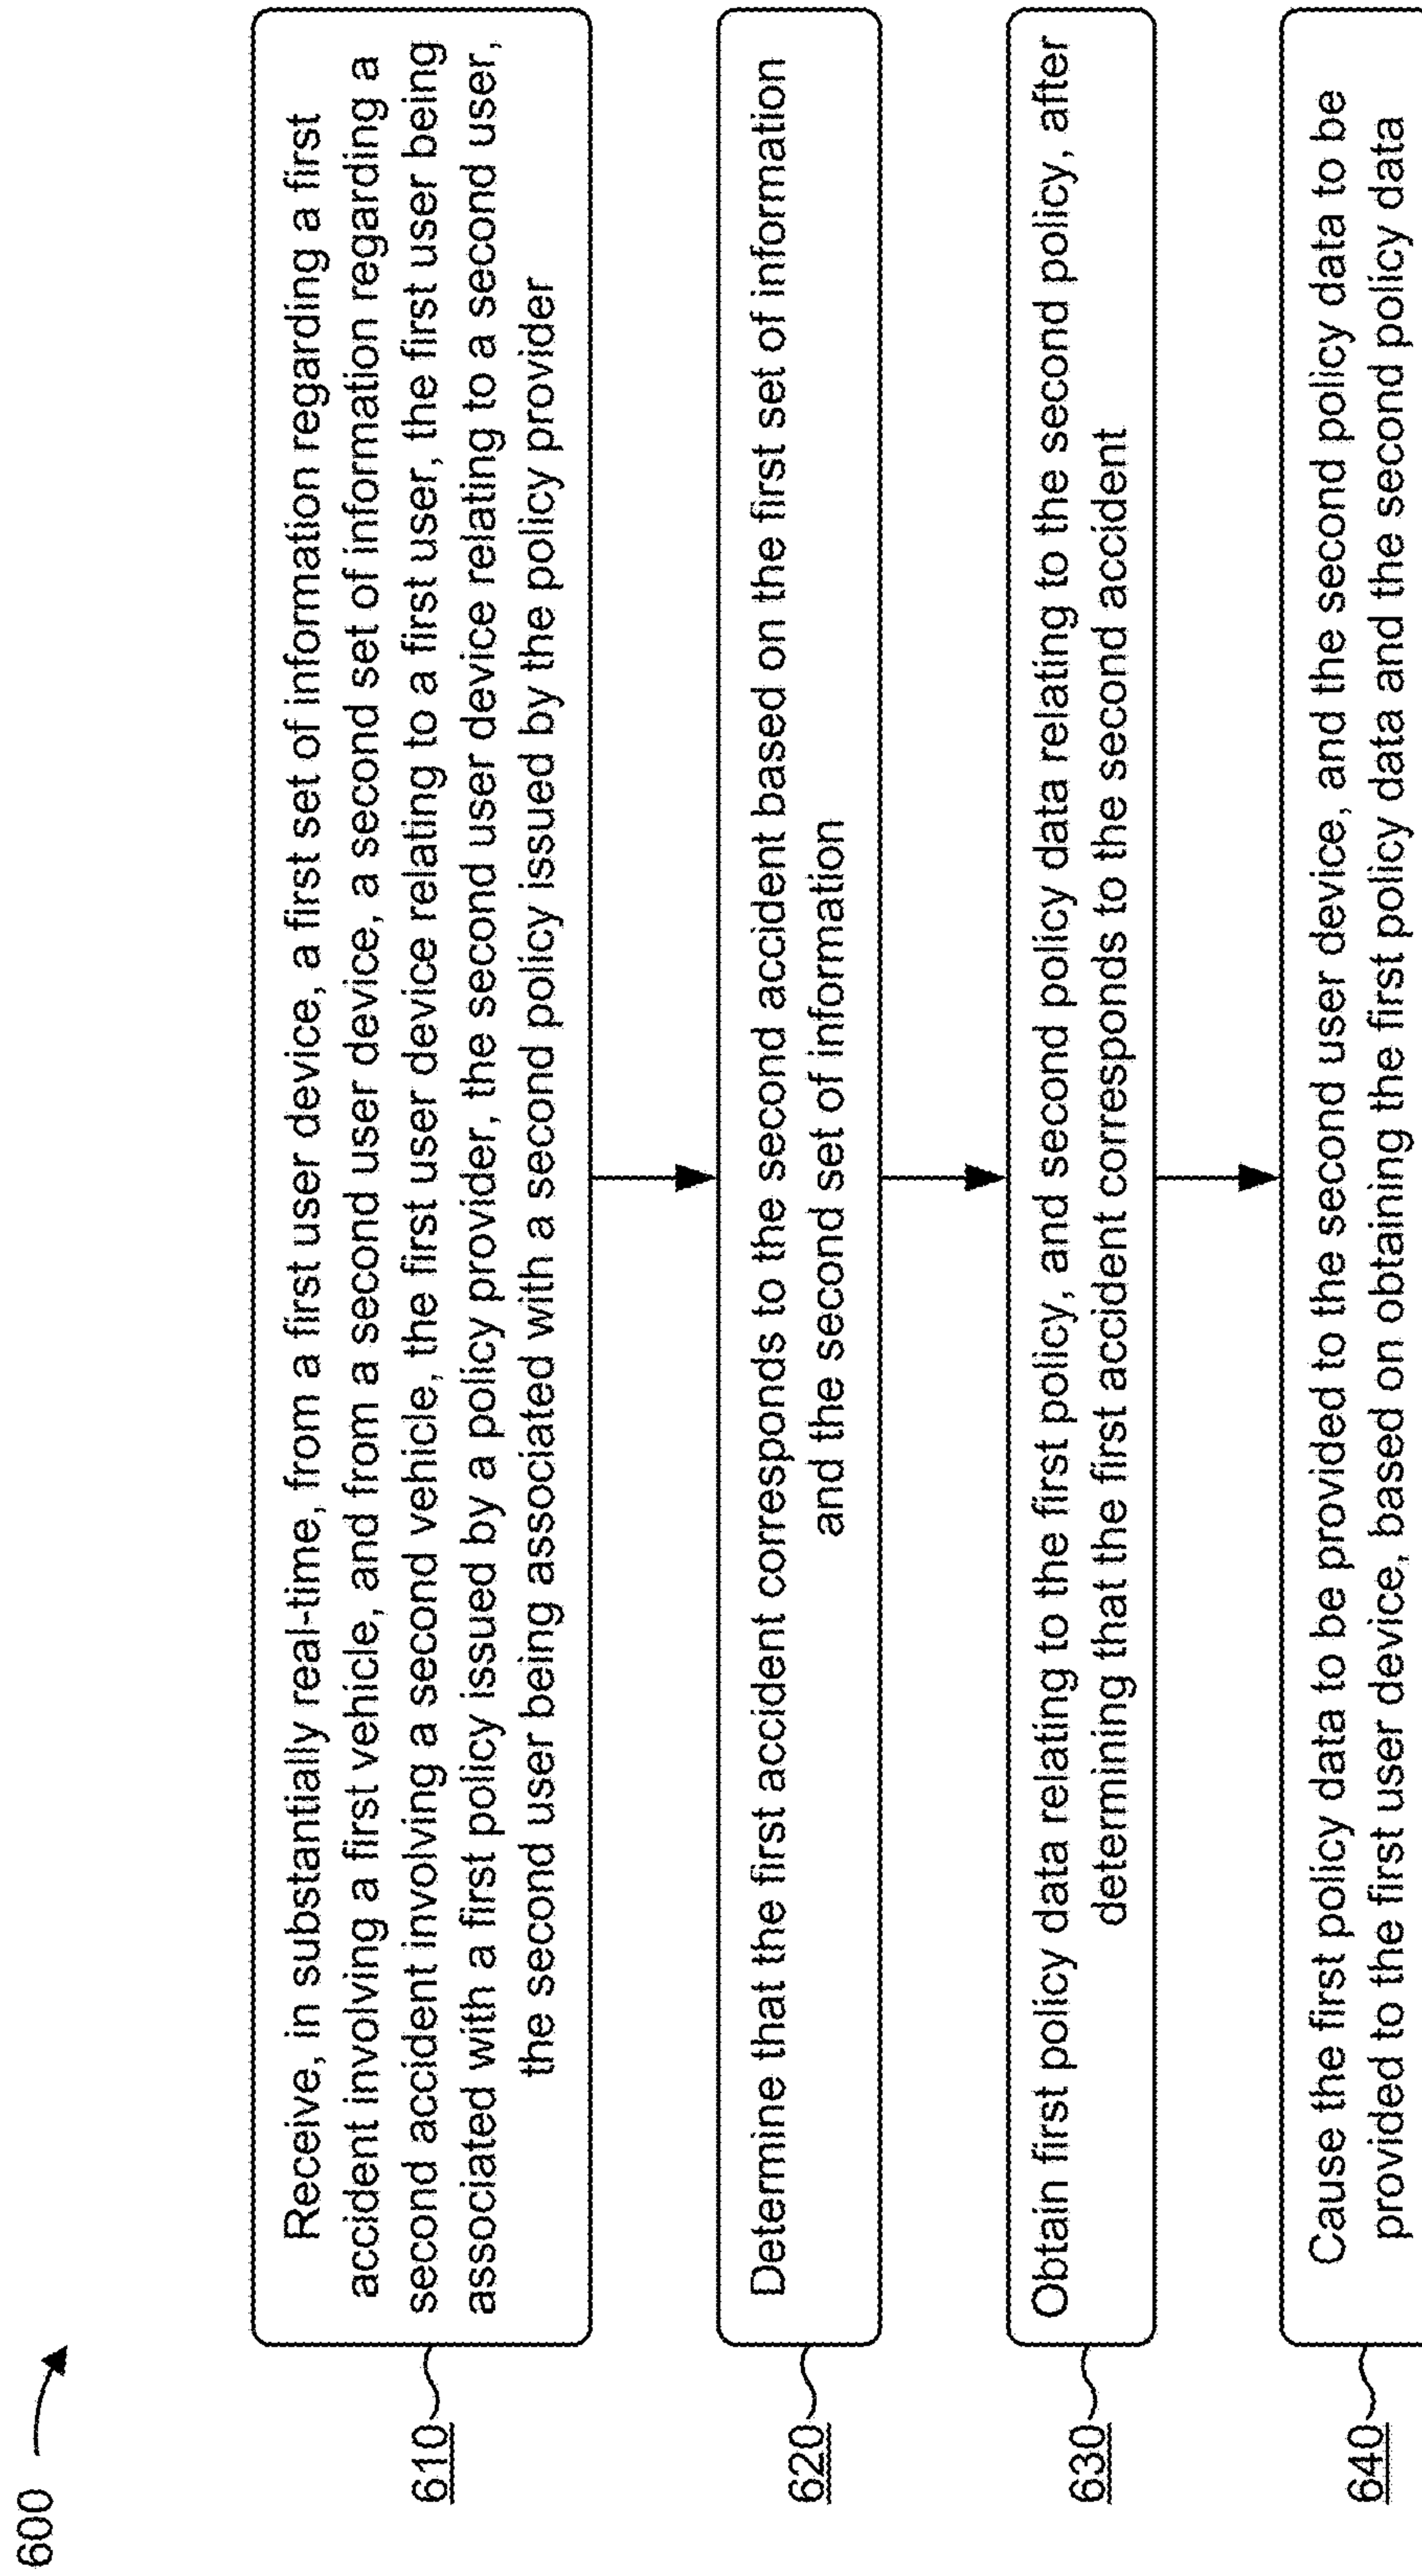 600
610
Receive, in substantially real-time, from a first user device, a first set of information regarding a first
accident involving a first vehicle, and from a second user device, a second set of information regarding a
second accident involving a second vehicle, the first user device relating to a first user, the first user being
associated with a first policy issued by a policy provider, the second user device relating to a second user,
the second user being associated with a second policy issued by the policy provider
620
Determine that the first accident corresponds to the second accident based on the first set of information
and the second set of information
630
Obtain first policy data relating to the first policy, and second policy data relating to the second policy, after
determining that the first accident corresponds to the second accident
640
Cause the first policy data to be provided to the second user device, and the second policy data to be
provided to the first user device, based on obtaining the first policy data and the second policy data